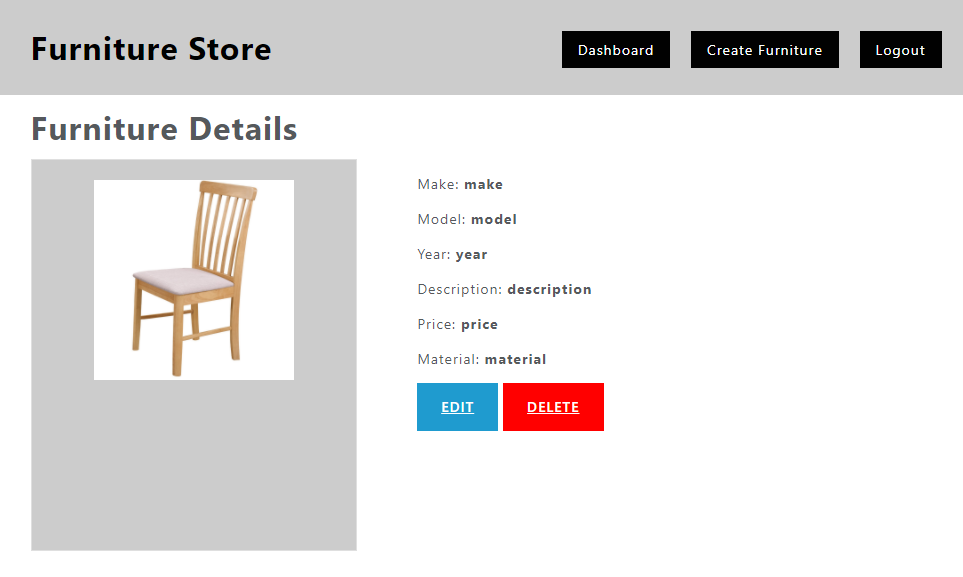 Furniture Store
Dashboard
Create Furniture
Logout
Furniture Details
Make: make
Model: model
Year: year
Description: description
Price: price
Material: material
EDIT
DELETE